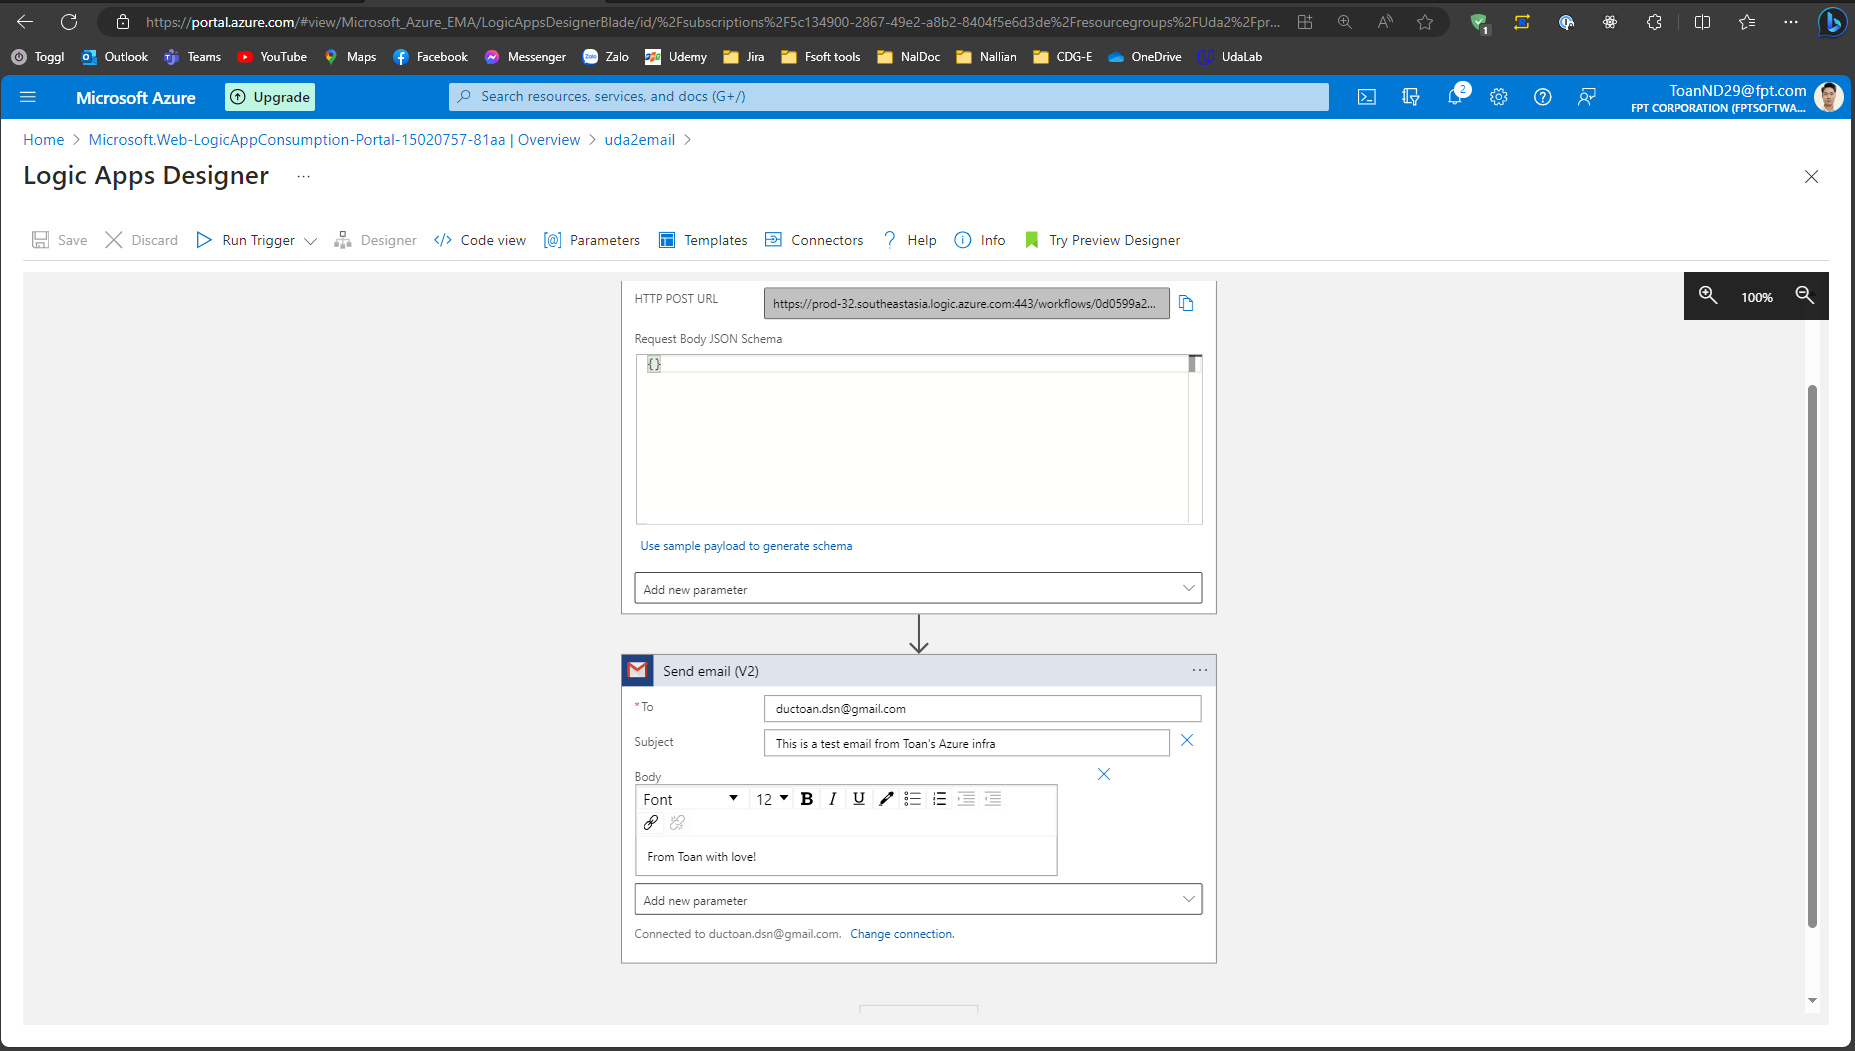 https://portal.azure.com/#view/Microsoft_Azure_EMA/LogicAppsDesignerBlade/id/%2Fsubscriptions%2F5c134900-2867-49e2-a8b2-8404f5e6d3de%2Fresourcegroups%2FUda2%2Fpr...
1
Toggl Outlook Teams YouTube Maps Facebook Messenger Zalo Udemy Jira Fsoft tools NalDoc Nallian CDG-E OneDrive UdaLab
Microsoft Azure
Upgrade
Search resources, services, and docs (G+/)
2
ToanND29@fpt.com
FPT CORPORATION (FPTSOFTWA...
Home > Microsoft.Web-LogicAppConsumption-Portal-15020757-81aa | Overview > uda2email >
Logic Apps Designer ...
Save Discard Run Trigger Designer Code view Parameters Templates Connectors Help Info Try Preview Designer
100%
HTTP POST URL
https://prod-32.southeastasia.logic.azure.com:443/workflows/0d0599a2...
Request Body JSON Schema
{}
Use sample payload to generate schema
Add new parameter
Send email (V2)
...
* To
ductoan.dsn@gmail.com
Subject
This is a test email from Toan's Azure infra
Body
Font 12 B I U
From Toan with love!
Add new parameter
Connected to ductoan.dsn@gmail.com. Change connection.